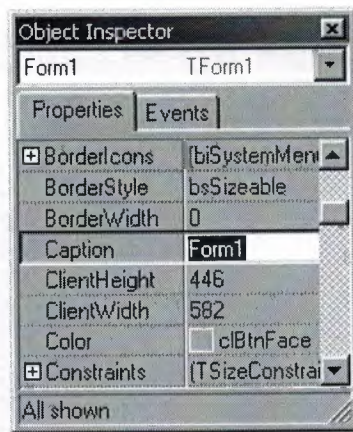 Object Inspector
Form1 TForm1
Properties Events
BorderIcons [biSystemMen
BorderStyle bsSizeable
BorderWidth 0
Caption Form1
ClientHeight 446
ClientWidth 582
Color clBtnFace
Constraints (TSizeConstrai
All shown